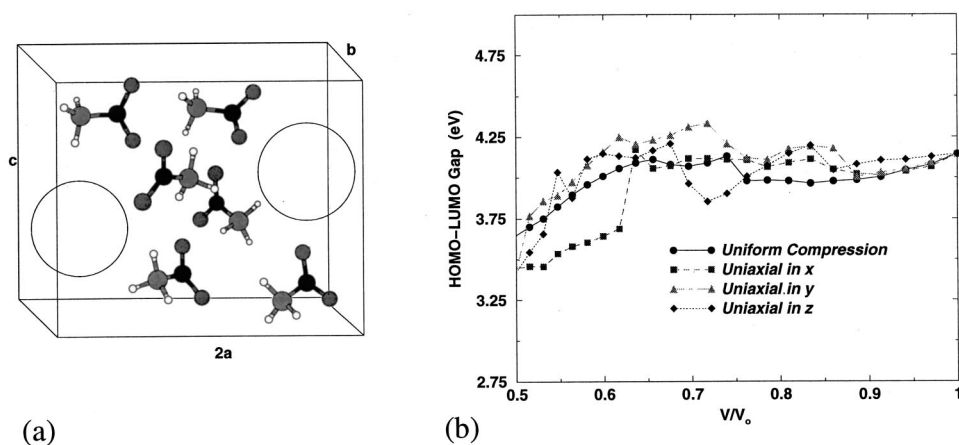 b
c
2a
(a)
HOMO−LUMO Gap (eV)
4.75
4.25
3.75
3.25
2.75
0.5
0.6
0.7
0.8
0.9
1
V/Vo
Uniform Compression
Uniaxial in x
Uniaxial in y
Uniaxial in z
(b)